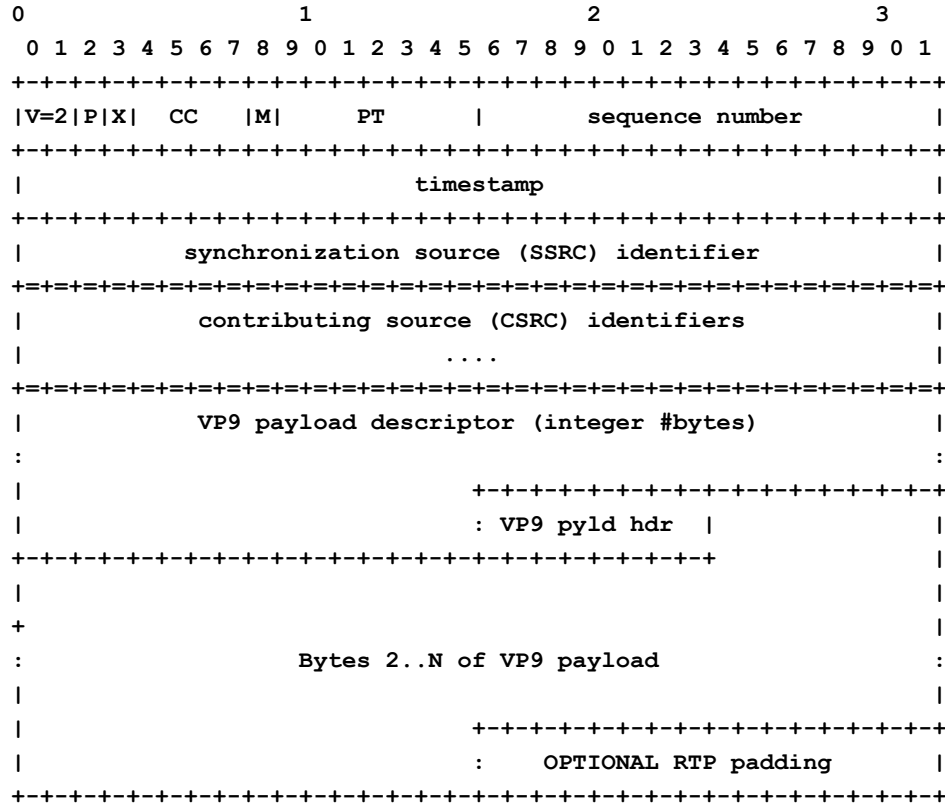 0                   1                   2                   3
 0 1 2 3 4 5 6 7 8 9 0 1 2 3 4 5 6 7 8 9 0 1 2 3 4 5 6 7 8 9 0 1
+-+-+-+-+-+-+-+-+-+-+-+-+-+-+-+-+-+-+-+-+-+-+-+-+-+-+-+-+-+-+-+-+
|V=2|P|X|  CC   |M|     PT      |       sequence number         |
+-+-+-+-+-+-+-+-+-+-+-+-+-+-+-+-+-+-+-+-+-+-+-+-+-+-+-+-+-+-+-+-+
|                           timestamp                           |
+-+-+-+-+-+-+-+-+-+-+-+-+-+-+-+-+-+-+-+-+-+-+-+-+-+-+-+-+-+-+-+-+
|           synchronization source (SSRC) identifier            |
+=+=+=+=+=+=+=+=+=+=+=+=+=+=+=+=+=+=+=+=+=+=+=+=+=+=+=+=+=+=+=+=+
|            contributing source (CSRC) identifiers             |
|                             ....                              |
+=+=+=+=+=+=+=+=+=+=+=+=+=+=+=+=+=+=+=+=+=+=+=+=+=+=+=+=+=+=+=+=+
|            VP9 payload descriptor (integer #bytes)            |
:                                                               :
|                               +-+-+-+-+-+-+-+-+-+-+-+-+-+-+-+-+
|                               : VP9 pyld hdr  |               |
+-+-+-+-+-+-+-+-+-+-+-+-+-+-+-+-+-+-+-+-+-+-+-+-+               |
|                                                               |
+                                                               |
:                   Bytes 2..N of VP9 payload                   :
|                                                               |
|                               +-+-+-+-+-+-+-+-+-+-+-+-+-+-+-+-+
|                               :    OPTIONAL RTP padding       |
+-+-+-+-+-+-+-+-+-+-+-+-+-+-+-+-+-+-+-+-+-+-+-+-+-+-+-+-+-+-+-+-+